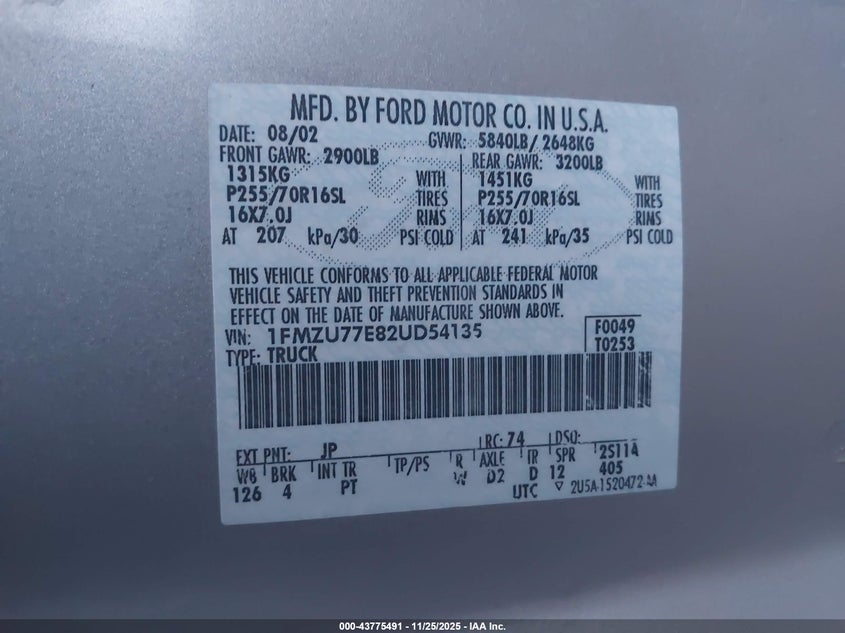 MFD. BY FORD MOTOR CO. IN U.S.A.
DATE: 08/02 GVWR: 5840LB/ 2648KG
FRONT GAWR: 2900LB REAR GAWR: 3200LB
1315KG WITH 1451KG WITH
P255/70R16SL TIRES P255/70R16SL TIRES
16X7.0J RIMS 16X7.0J RIMS
AT 207 kPa/30 PSI COLD AT 241 kPa/35 PSI COLD
THIS VEHICLE CONFORMS TO ALL APPLICABLE FEDERAL MOTOR
VEHICLE SAFETY AND THEFT PREVENTION STANDARDS IN
EFFECT ON THE DATE OF MANUFACTURE SHOWN ABOVE.
VIN: 1FMZU77E82UD54135 F0049
TYPE: TRUCK T0253
EXT PNT: JP RC: 74 DSO:
WB BRK INT TR TP/PS R AXLE TR SPR 2S114
126 4 PT W D2 D 12 405
UTC ▽ 2U5A-1520472-AA
000-43775491 - 11/25/2025 - IAA Inc.